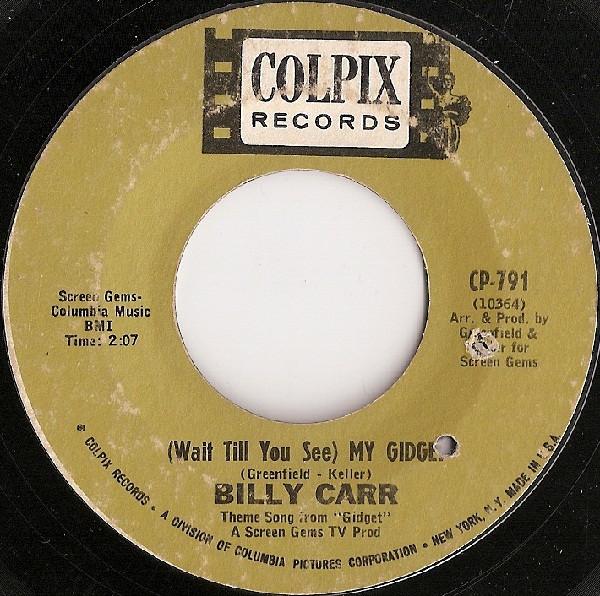 COLPIX
RECORDS
CP-791
(10364)
Arr. & Prod. by
Greenfield &
for
Screen Gems
Screen Gems-
Columbia Music
BMI
Time: 2:07
(Wait Till You See) MY
(Greenfield - Keller)
BILLY CARR
Theme Song from "Gidget"
A Screen Gems TV Prod
COLPIX RECORDS • A DIVISION OF COLUMBIA PICTURES CORPORATION • NEW YORK, N.Y. MADE IN U.S.A.